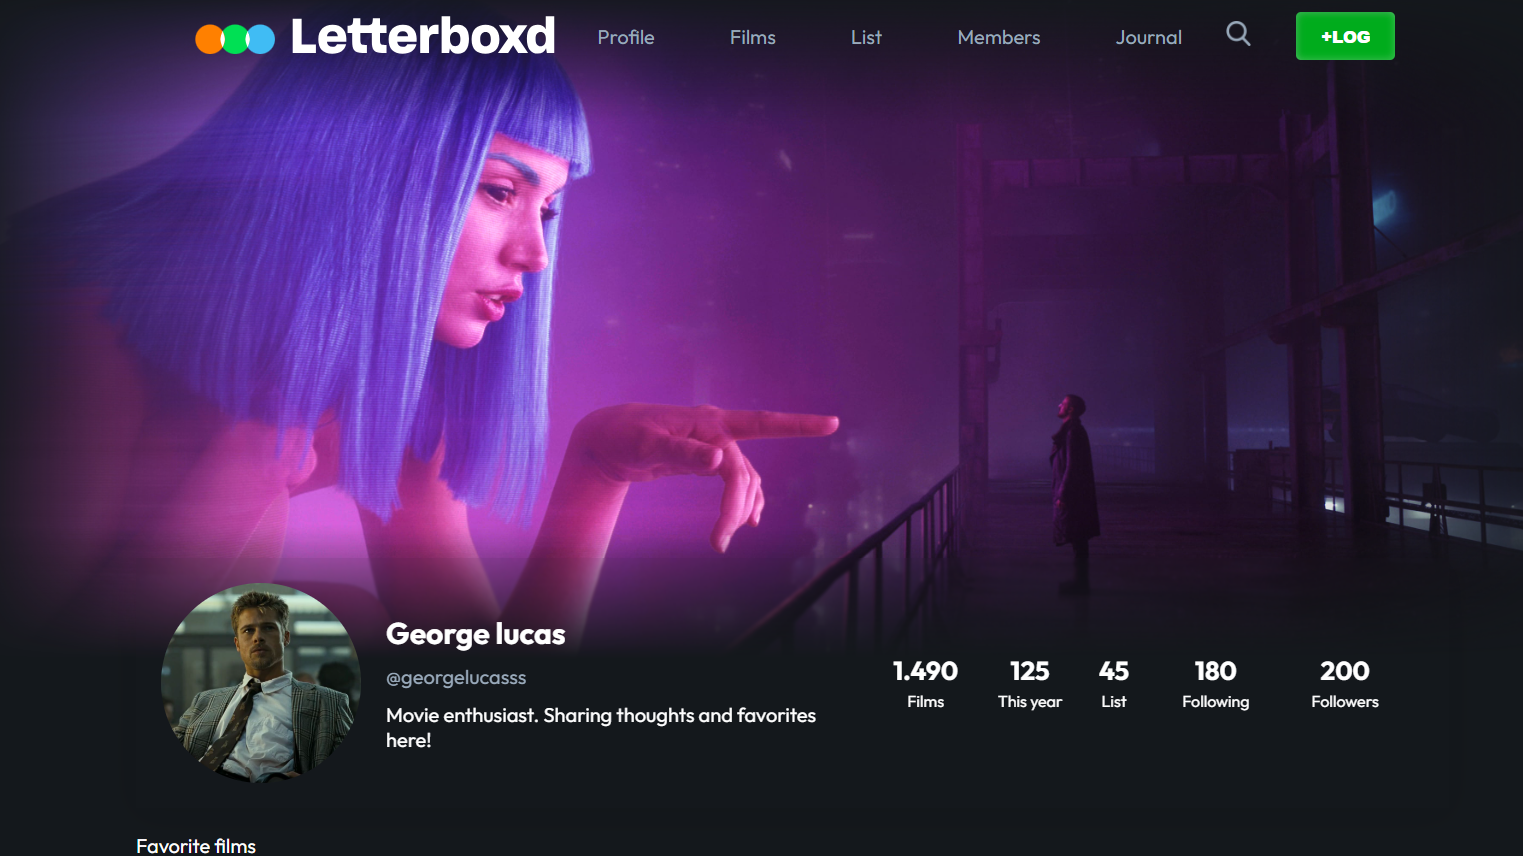 Letterboxd Profile Films List Members Journal +LOG
George lucas
@georgelucasss
Movie enthusiast. Sharing thoughts and favorites
here!
1.490 125 45 180 200
Films This year List Following Followers
Favorite films